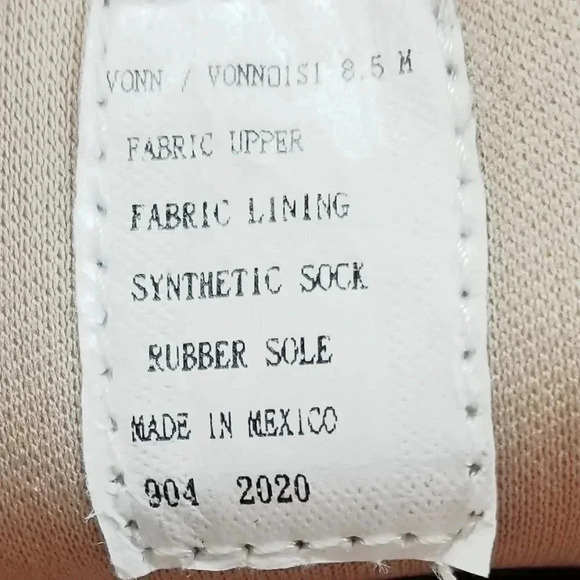 VONN / VONN01S1 8.5 M
FABRIC UPPER
FABRIC LINING
SYNTHETIC SOCK
RUBBER SOLE
MADE IN MEXICO
904 2020